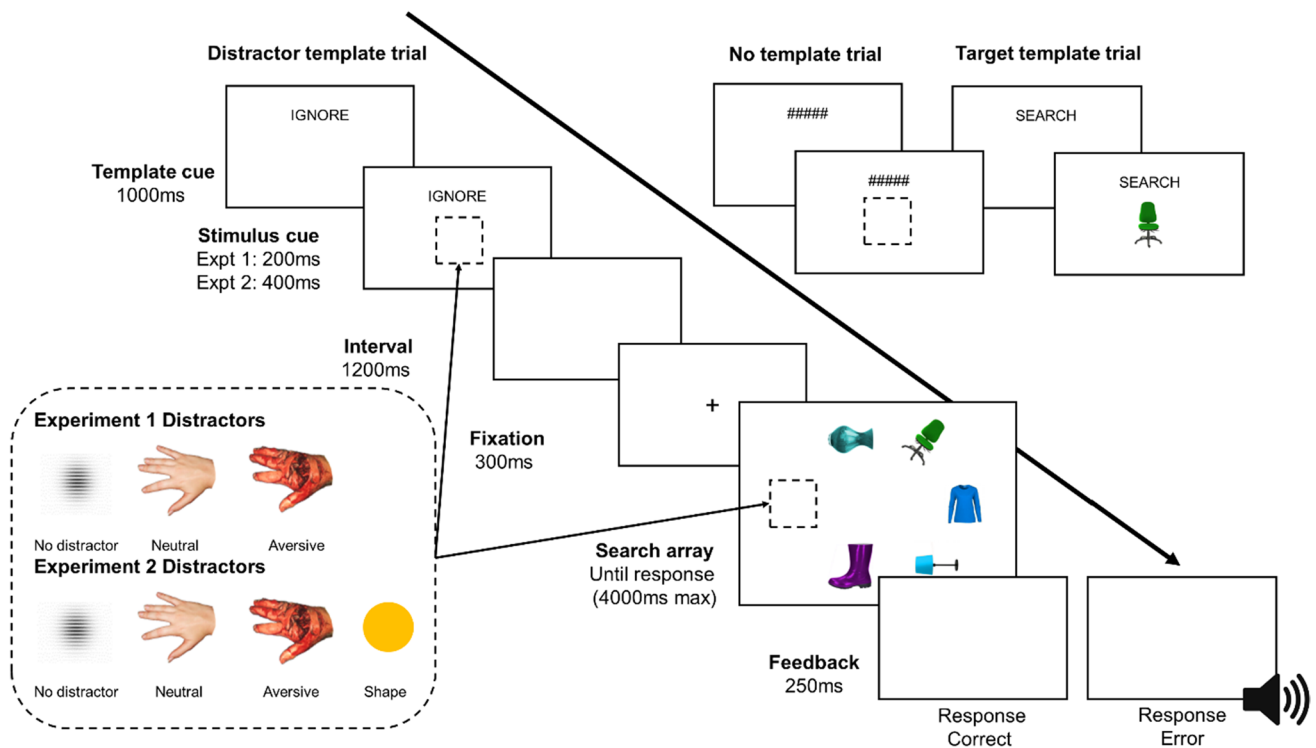 Distractor template trial
No template trial
Target template trial
IGNORE
#####
SEARCH
Template cue
1000ms
IGNORE
#####
SEARCH
Stimulus cue
Expt 1: 200ms
Expt 2: 400ms
Interval
1200ms
+
Fixation
300ms
Experiment 1 Distractors
No distractor
Neutral
Aversive
Experiment 2 Distractors
No distractor
Neutral
Aversive
Shape
Search array
Until response
(4000ms max)
Feedback
250ms
Response
Correct
Response
Error